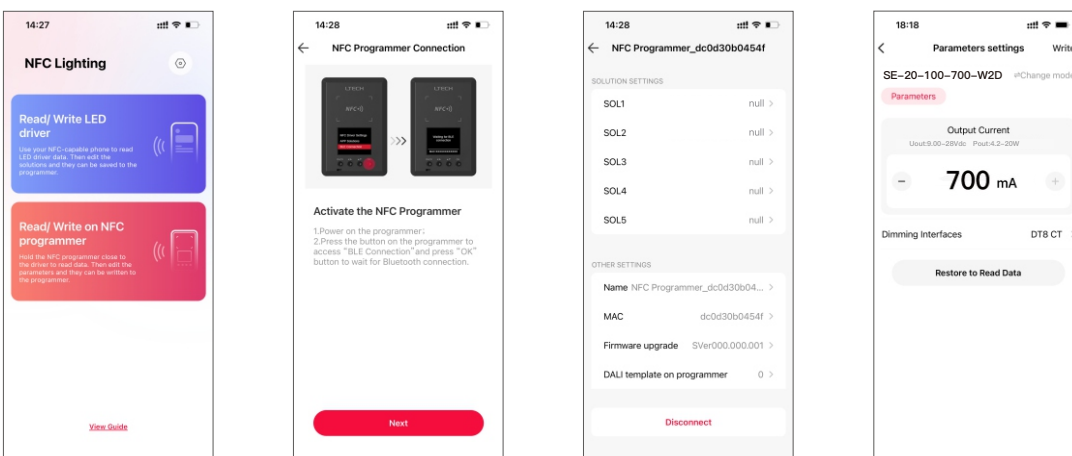 14:27
NFC Lighting
Read/ Write LED
driver
Use your NFC-capable phone to read
LED driver data. Then edit the
solutions and they can be saved to the
programmer.
Read/ Write on NFC
programmer
Hold the NFC programmer close to
the driver to read data. Then edit the
parameters and they can be written to
the programmer.
View Guide
14:28
NFC Programmer Connection
LTECH
NFC
LTECH
NFC
Activate the NFC Programmer
1.Power on the programmer;
2.Press the button on the programmer to
access "BLE Connection"and press "OK"
button to wait for Bluetooth connection.
Next
14:28
NFC Programmer_dc0d30b0454f
SOLUTION SETTINGS
SOL1 null >
SOL2 null >
SOL3 null >
SOL4 null >
SOL5 null >
OTHER SETTINGS
Name NFC Programmer_dc0d30b04... >
MAC dc0d30b0454f >
Firmware upgrade SVer000.000.001 >
DALI template on programmer 0 >
Disconnect
18:18
Parameters settings Write
SE-20-100-700-W2D ⇌Change mode
Parameters
Output Current
Uout:9.00-28Vdc Pout:4.2-20W
- 700 mA +
Dimming Interfaces DT8 CT
Restore to Read Data